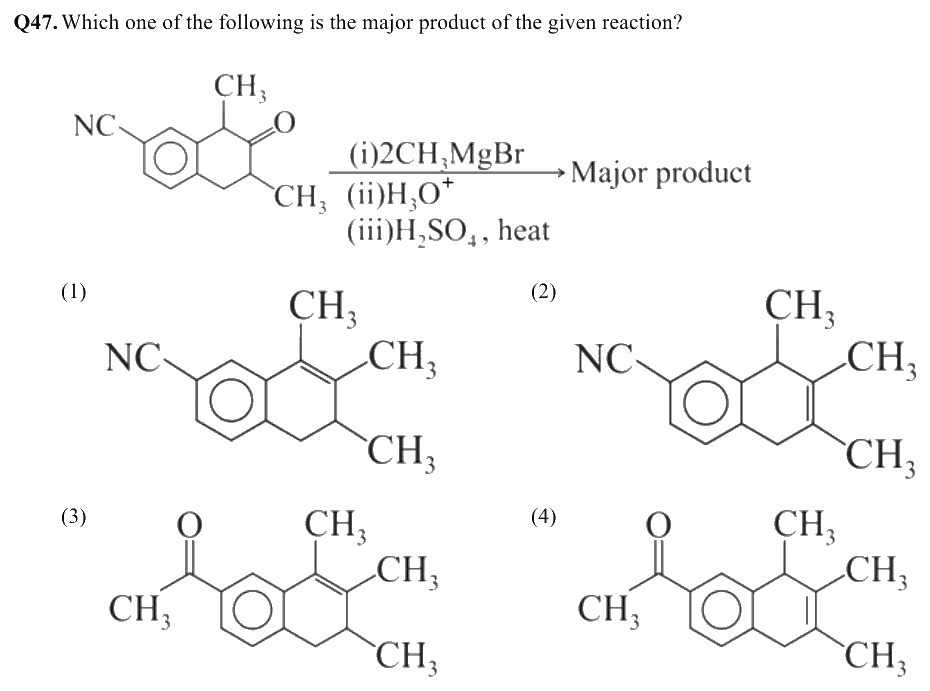 Q47. Which one of the following is the major product of the given reaction?
CH₃
NC
O
CH₃
(i)2CH₃MgBr
(ii)H₃O⁺
(iii)H₂SO₄, heat
Major product
(1)
CH₃
NC
CH₃
CH₃
(2)
CH₃
NC
CH₃
CH₃
(3)
O
CH₃
CH₃
CH₃
CH₃
(4)
O
CH₃
CH₃
CH₃
CH₃